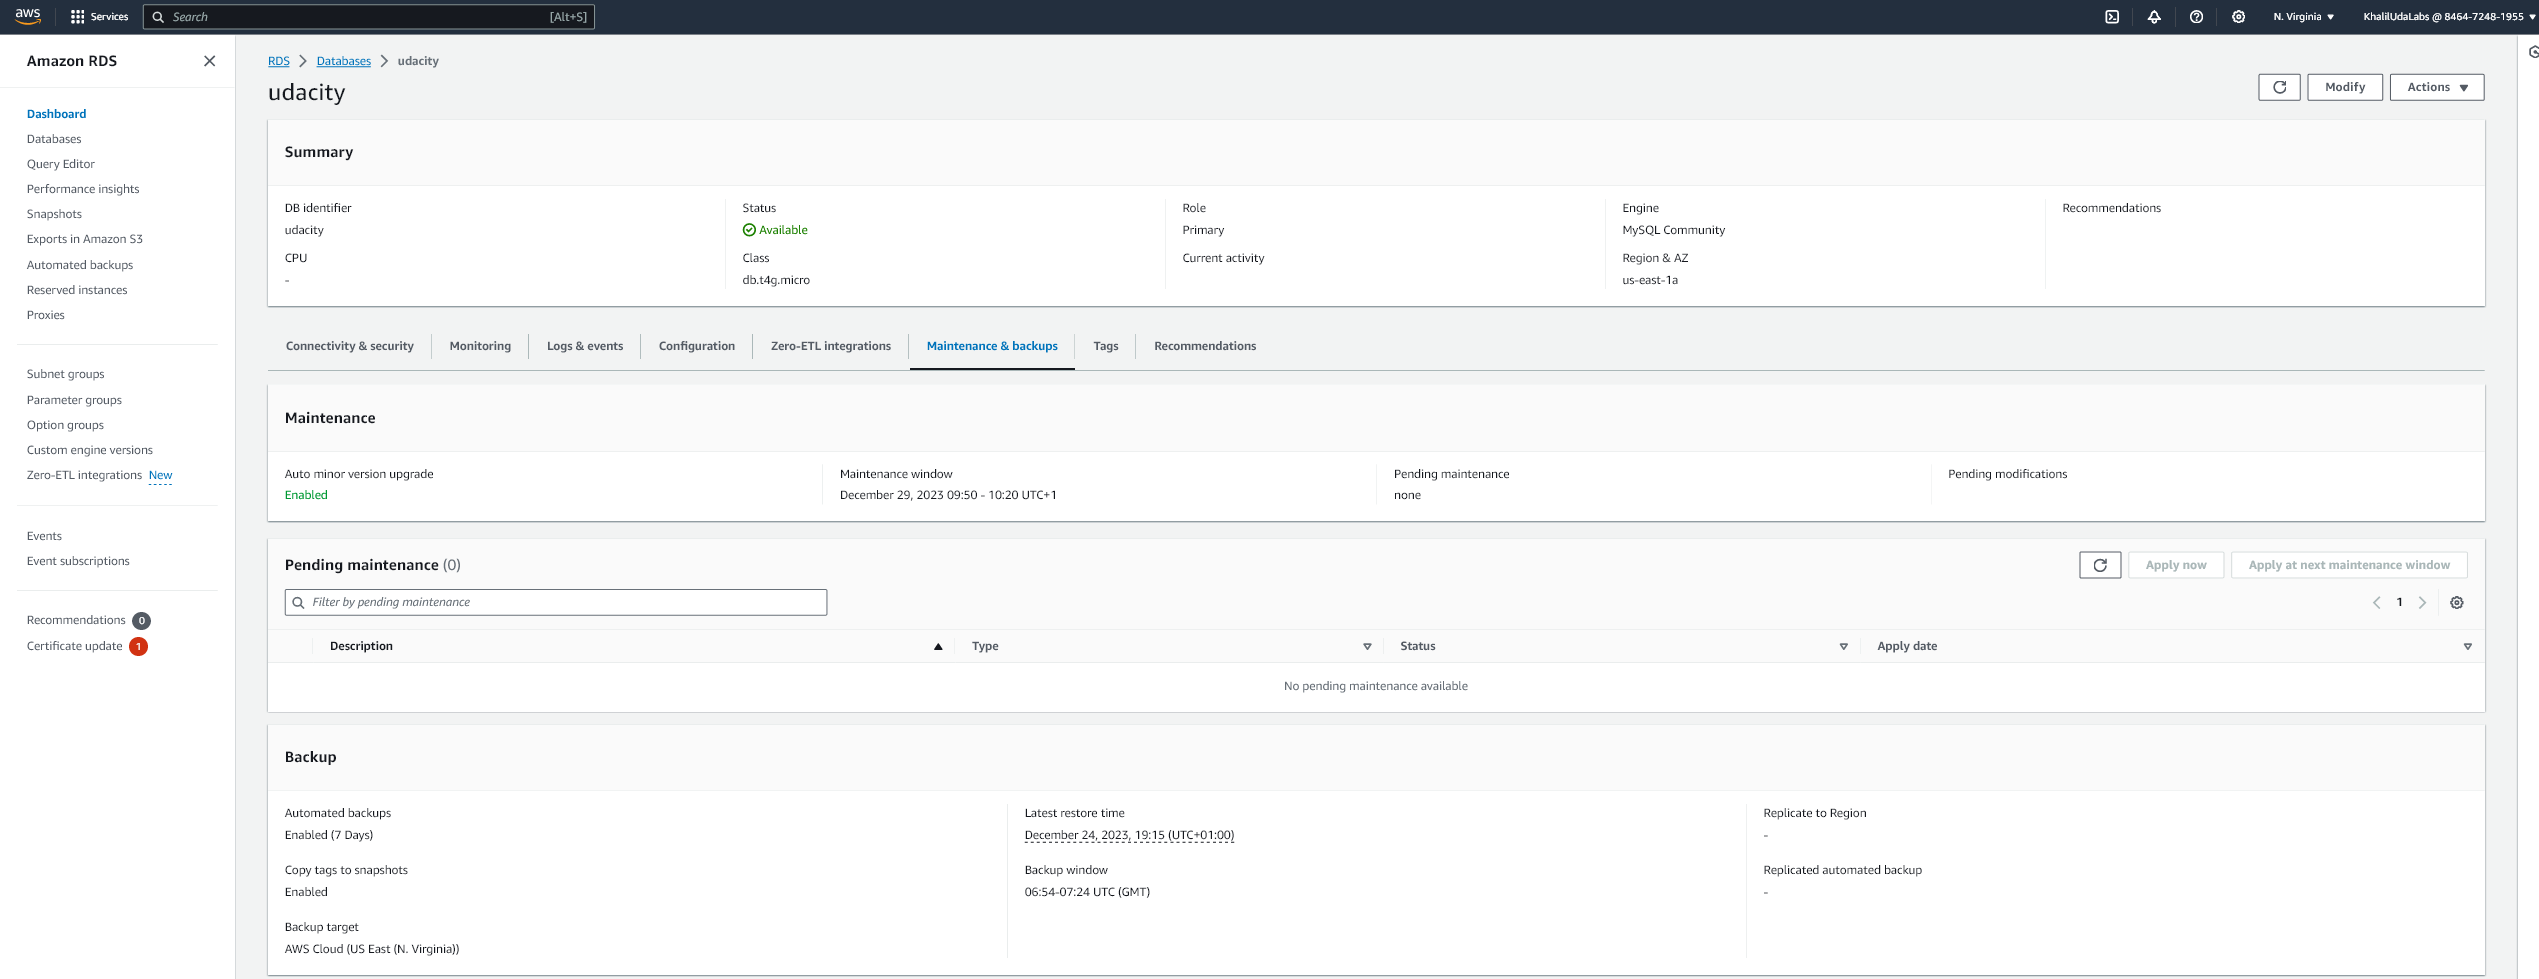 aws
Services
Search
[Alt+S]
N. Virginia
KhalilUdaLabs @ 8464-7248-1955
Amazon RDS
Dashboard
Databases
Query Editor
Performance insights
Snapshots
Exports in Amazon S3
Automated backups
Reserved instances
Proxies
Subnet groups
Parameter groups
Option groups
Custom engine versions
Zero-ETL integrations New
Events
Event subscriptions
Recommendations 0
Certificate update 1
RDS > Databases > udacity
udacity
Modify
Actions
Summary
DB identifier
udacity
CPU
-
Status
Available
Class
db.t4g.micro
Role
Primary
Current activity
Engine
MySQL Community
Region & AZ
us-east-1a
Recommendations
Connectivity & security
Monitoring
Logs & events
Configuration
Zero-ETL integrations
Maintenance & backups
Tags
Recommendations
Maintenance
Auto minor version upgrade
Enabled
Maintenance window
December 29, 2023 09:50 - 10:20 UTC+1
Pending maintenance
none
Pending modifications
Pending maintenance (0)
Apply now
Apply at next maintenance window
Filter by pending maintenance
1
Description
Type
Status
Apply date
No pending maintenance available
Backup
Automated backups
Enabled (7 Days)
Copy tags to snapshots
Enabled
Backup target
AWS Cloud (US East (N. Virginia))
Latest restore time
December 24, 2023, 19:15 (UTC+01:00)
Backup window
06:54-07:24 UTC (GMT)
Replicate to Region
-
Replicated automated backup
-